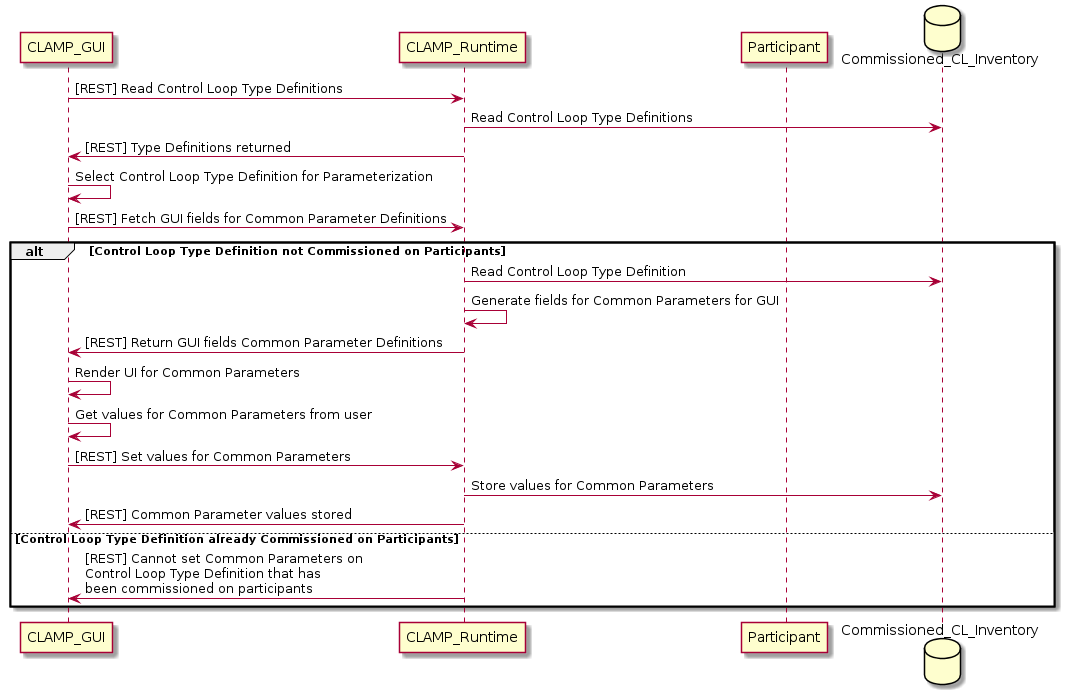 CLAMP_GUI
CLAMP_Runtime
Participant
Commissioned_CL_Inventory
[REST] Read Control Loop Type Definitions
Read Control Loop Type Definitions
[REST] Type Definitions returned
Select Control Loop Type Definition for Parameterization
[REST] Fetch GUI fields for Common Parameter Definitions
alt
[Control Loop Type Definition not Commissioned on Participants]
Read Control Loop Type Definition
Generate fields for Common Parameters for GUI
[REST] Return GUI fields Common Parameter Definitions
Render UI for Common Parameters
Get values for Common Parameters from user
[REST] Set values for Common Parameters
Store values for Common Parameters
[REST] Common Parameter values stored
[Control Loop Type Definition already Commissioned on Participants]
[REST] Cannot set Common Parameters on
Control Loop Type Definition that has
been commissioned on participants
CLAMP_GUI
CLAMP_Runtime
Participant
Commissioned_CL_Inventory